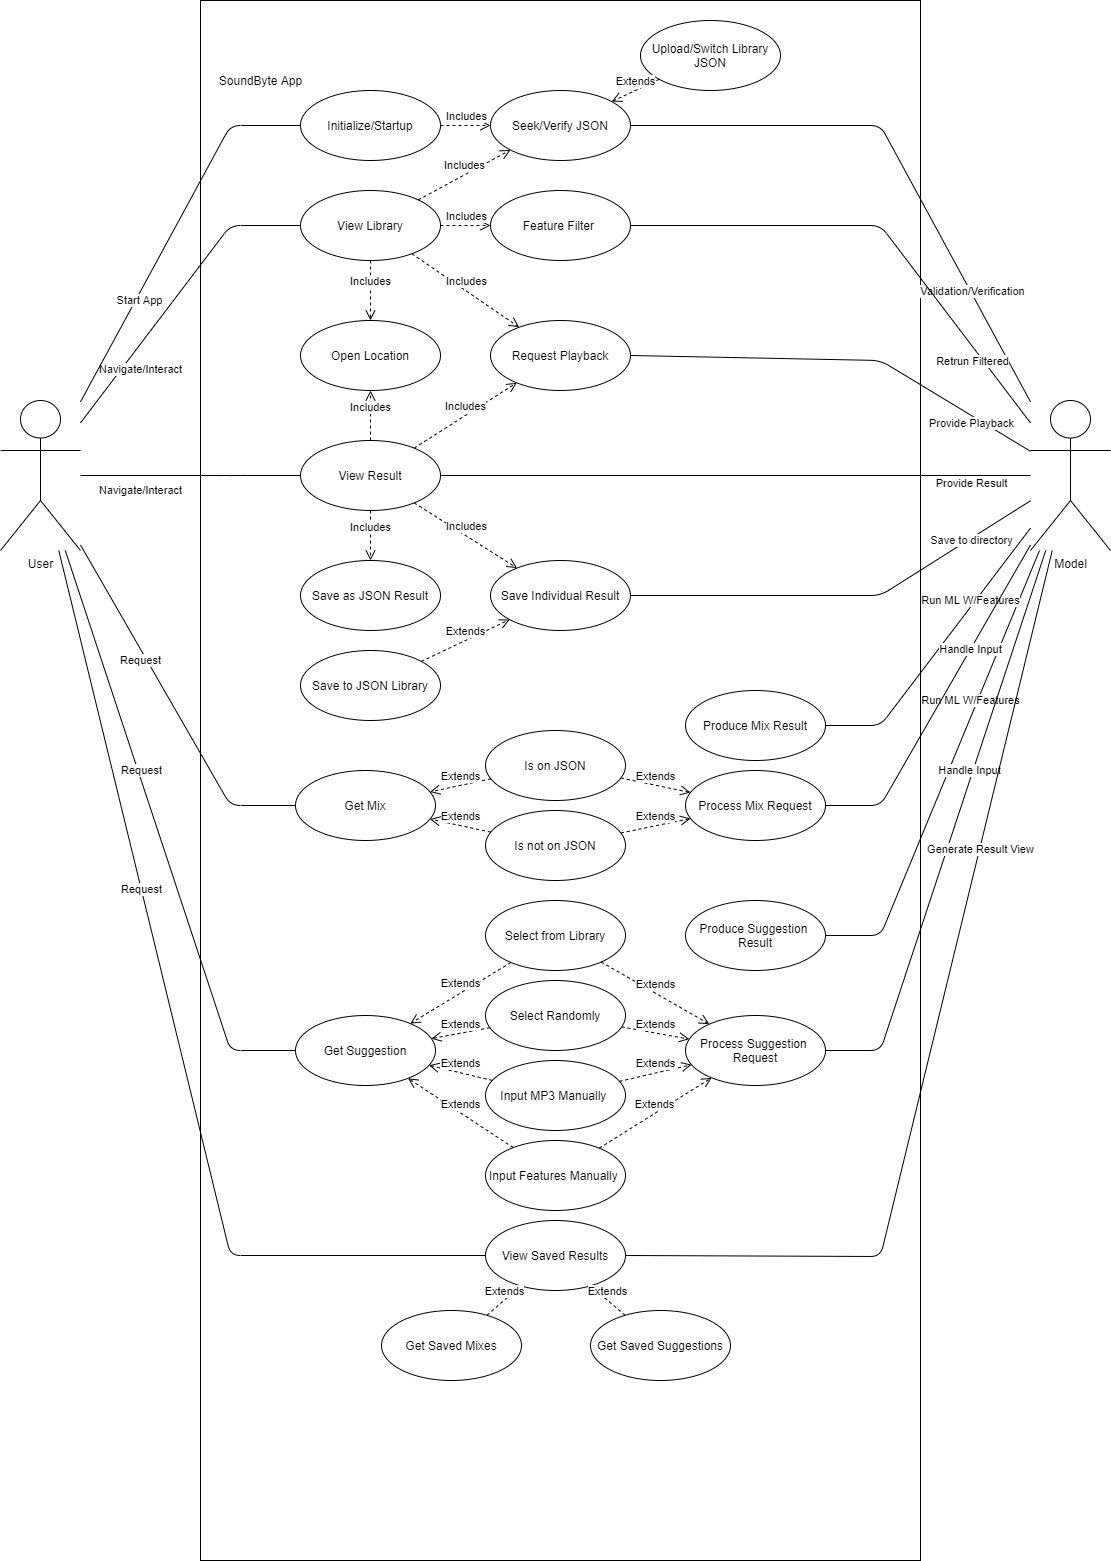 Upload/Switch Library
JSON
SoundByte App
Extends
Initialize/Startup
Includes
Seek/Verify JSON
Includes
View Library
Includes
Feature Filter
Includes
Includes
Validation/Verification
Start App
Open Location
Request Playback
Retrun Filtered
Navigate/Interact
Includes
Includes
Provide Playback
View Result
Navigate/Interact
Provide Result
Includes
Includes
Save to directory
User
Model
Save as JSON Result
Save Individual Result
Run ML W/Features
Extends
Request
Handle Input
Save to JSON Library
Run ML W/Features
Produce Mix Result
Is on JSON
Request
Extends
Extends
Handle Input
Get Mix
Process Mix Request
Extends
Extends
Is not on JSON
Generate Result View
Request
Select from Library
Produce Suggestion
Result
Extends
Extends
Select Randomly
Extends
Extends
Get Suggestion
Process Suggestion
Request
Extends
Extends
Input MP3 Manually
Extends
Extends
Input Features Manually
View Saved Results
Extends
Extends
Get Saved Mixes
Get Saved Suggestions